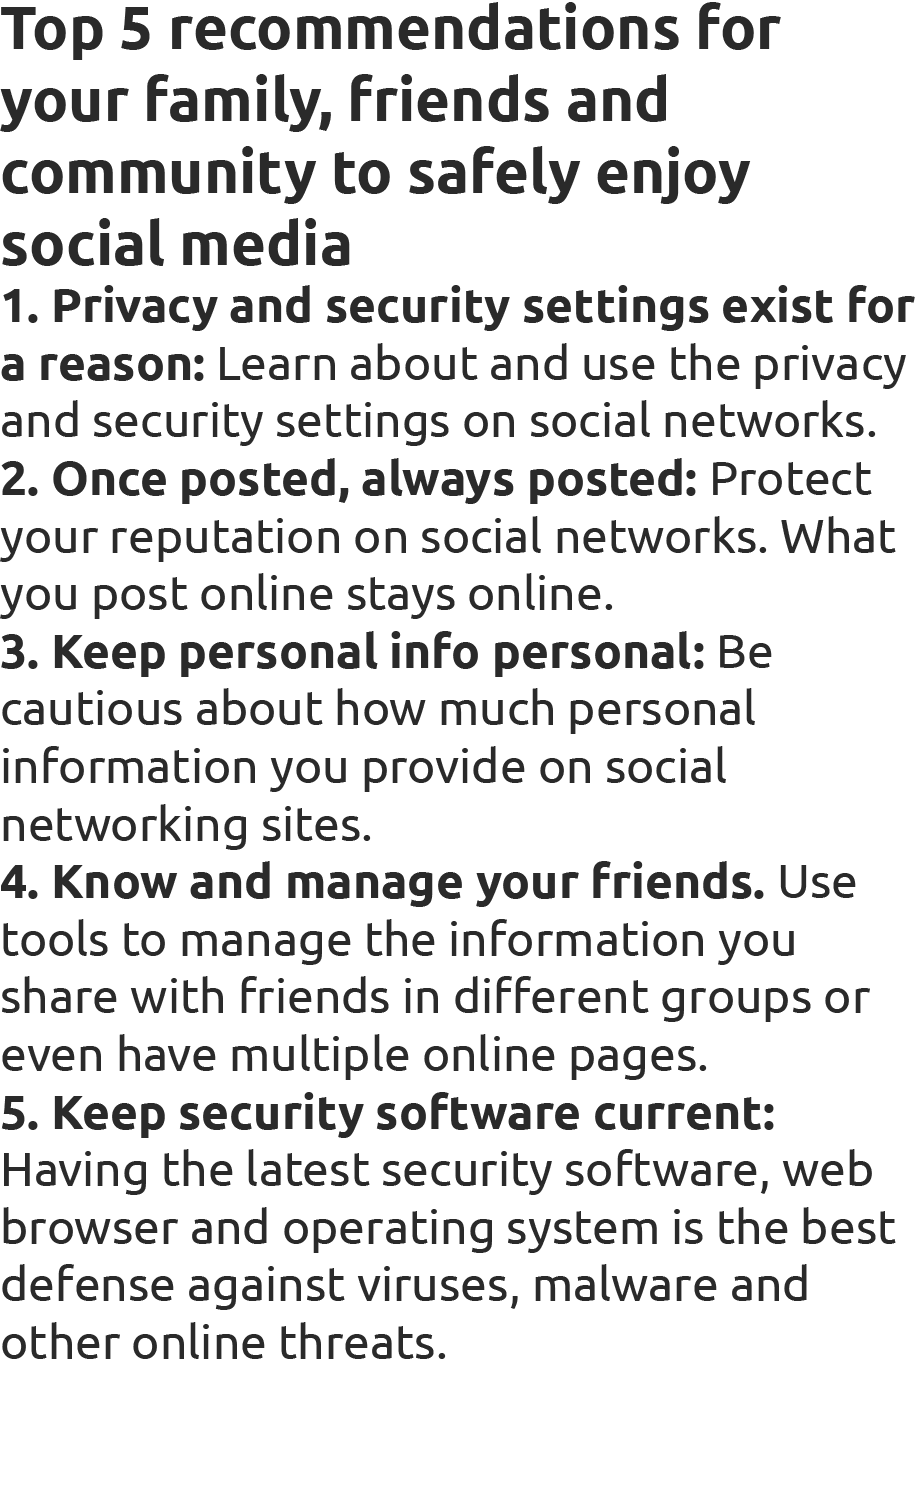 Top 5 recommendations for
your family, friends and
community to safely enjoy
social media
1. Privacy and security settings exist for
a reason: Learn about and use the privacy
and security settings on social networks.
2. Once posted, always posted: Protect
your reputation on social networks. What
you post online stays online.
3. Keep personal info personal: Be
cautious about how much personal
information you provide on social
networking sites.
4. Know and manage your friends. Use
tools to manage the information you
share with friends in different groups or
even have multiple online pages.
5. Keep security software current:
Having the latest security software, web
browser and operating system is the best
defense against viruses, malware and
other online threats.